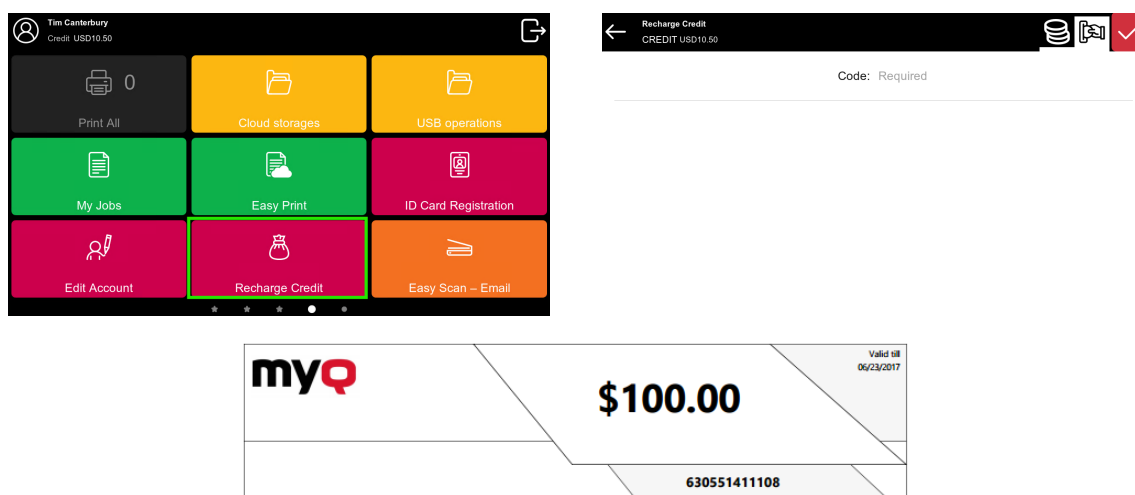 Tim Canterbury
Credit USD10.50
0
Print All
Cloud storages
USB operations
My Jobs
Easy Print
ID Card Registration
Edit Account
Recharge Credit
Easy Scan – Email
Recharge Credit
CREDIT USD10.50
Code: Required
myQ
$100.00
Valid till
06/23/2017
630551411108